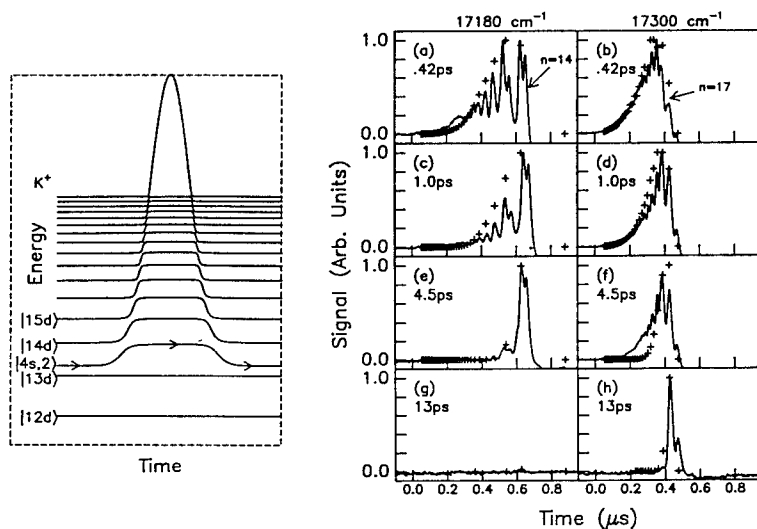 K+
Energy
|15d⟩
|14d⟩
|4s,2⟩
|13d⟩
|12d⟩
Time
17180 cm⁻¹
17300 cm⁻¹
Signal (Arb. Units)
1.0
0.0
(a)
.42ps
n=14
(b)
.42ps
n=17
1.0
0.0
(c)
1.0ps
(d)
1.0ps
1.0
0.0
(e)
4.5ps
(f)
4.5ps
1.0
0.0
(g)
13ps
(h)
13ps
0.0 0.2 0.4 0.6 0.8 0.0 0.2 0.4 0.6 0.8
Time (μs)